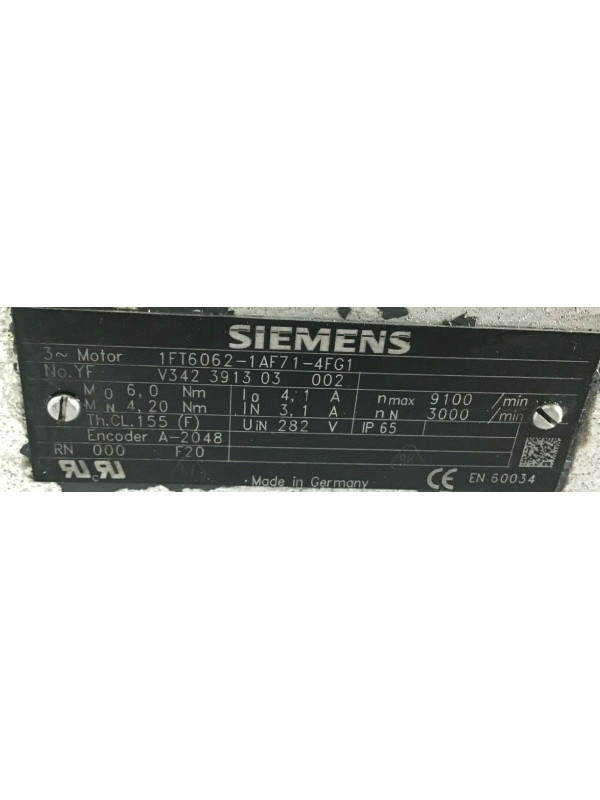 SIEMENS
3~ Motor 1FT6062-1AF71-4FG1
No.YF V342 3913 03 002
M0 6,0 Nm I0 4,1 A nmax 9100 /min
MN 4,20 Nm IN 3,1 A nN 3000 /min
Th.CL.155 (F) UiN 282 V IP 65
Encoder A-2048
RN 000 F20
Made in Germany CE EN 60034